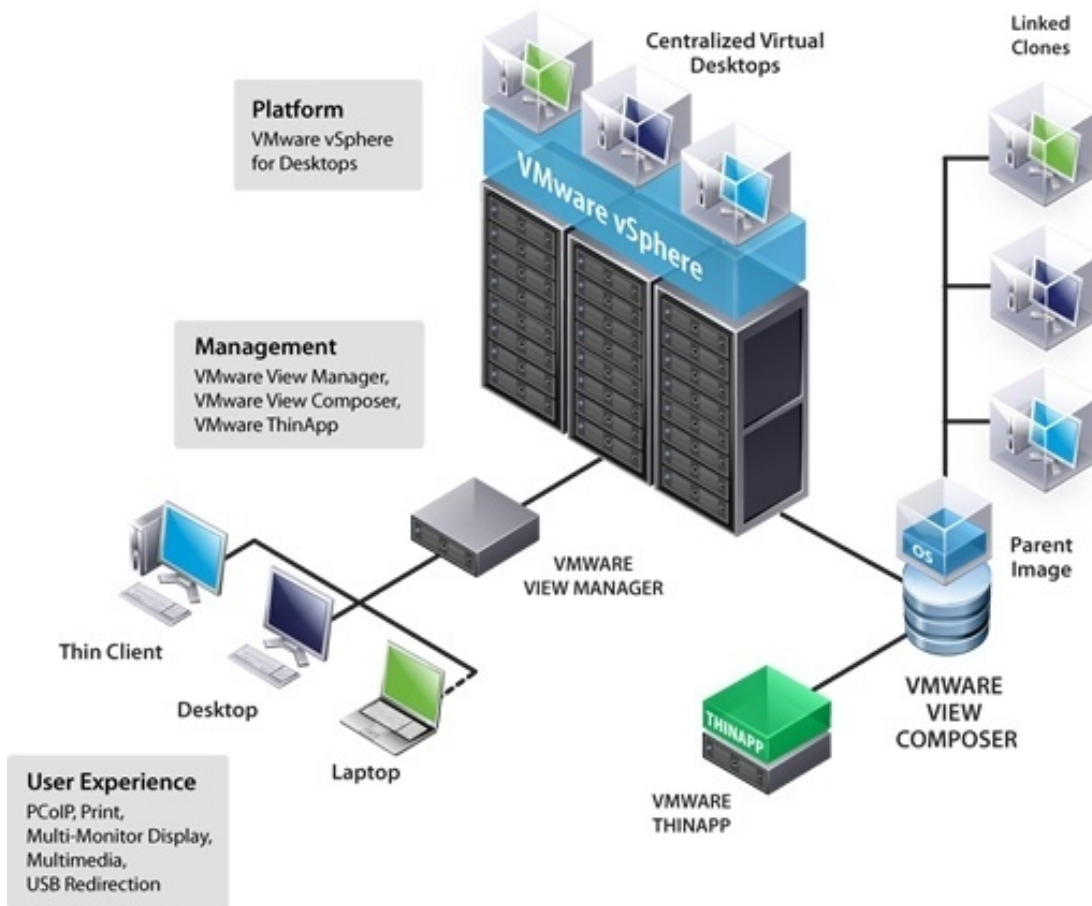 Centralized Virtual
Desktops
Linked
Clones
Platform
VMware vSphere
for Desktops
VMware vSphere
Management
VMware View Manager,
VMware View Composer,
VMware ThinApp
VMWARE
VIEW MANAGER
OS
Parent
Image
Thin Client
Desktop
Laptop
THINAPP
VMWARE
VIEW
COMPOSER
VMWARE
THINAPP
User Experience
PCoIP, Print,
Multi-Monitor Display,
Multimedia,
USB Redirection